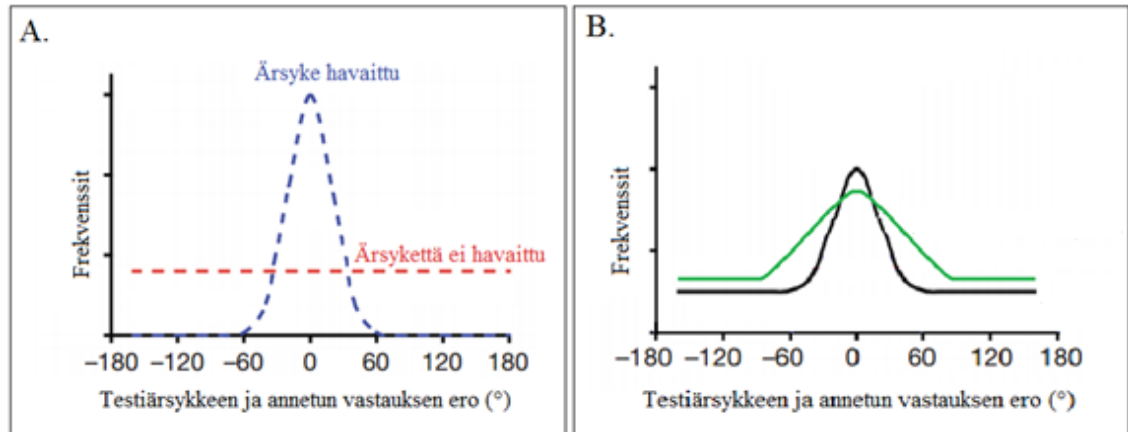 A.
Ärsyke havaittu
Frekvenssit
Ärsykettä ei havaittu
−180 −120 −60 0 60 120 180
Testiärsykkeen ja annetun vastauksen ero (°)
B.
Frekvenssit
−180 −120 −60 0 60 120 180
Testiärsykkeen ja annetun vastauksen ero (°)